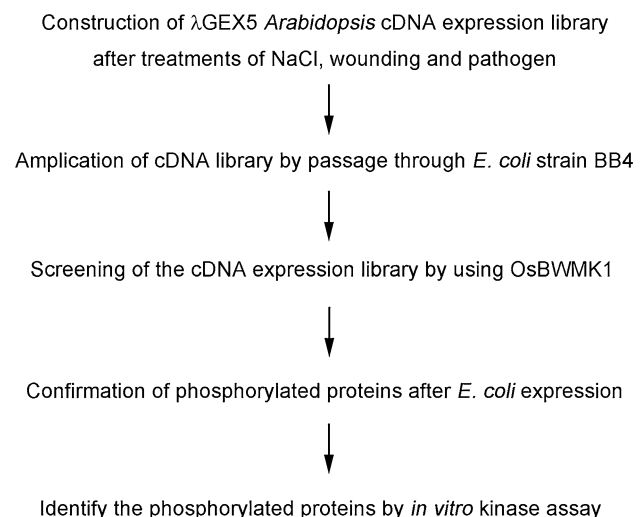 Construction of λGEX5 Arabidopsis cDNA expression library
after treatments of NaCl, wounding and pathogen
Amplication of cDNA library by passage through E. coli strain BB4
Screening of the cDNA expression library by using OsBWMK1
Confirmation of phosphorylated proteins after E. coli expression
Identify the phosphorylated proteins by in vitro kinase assay